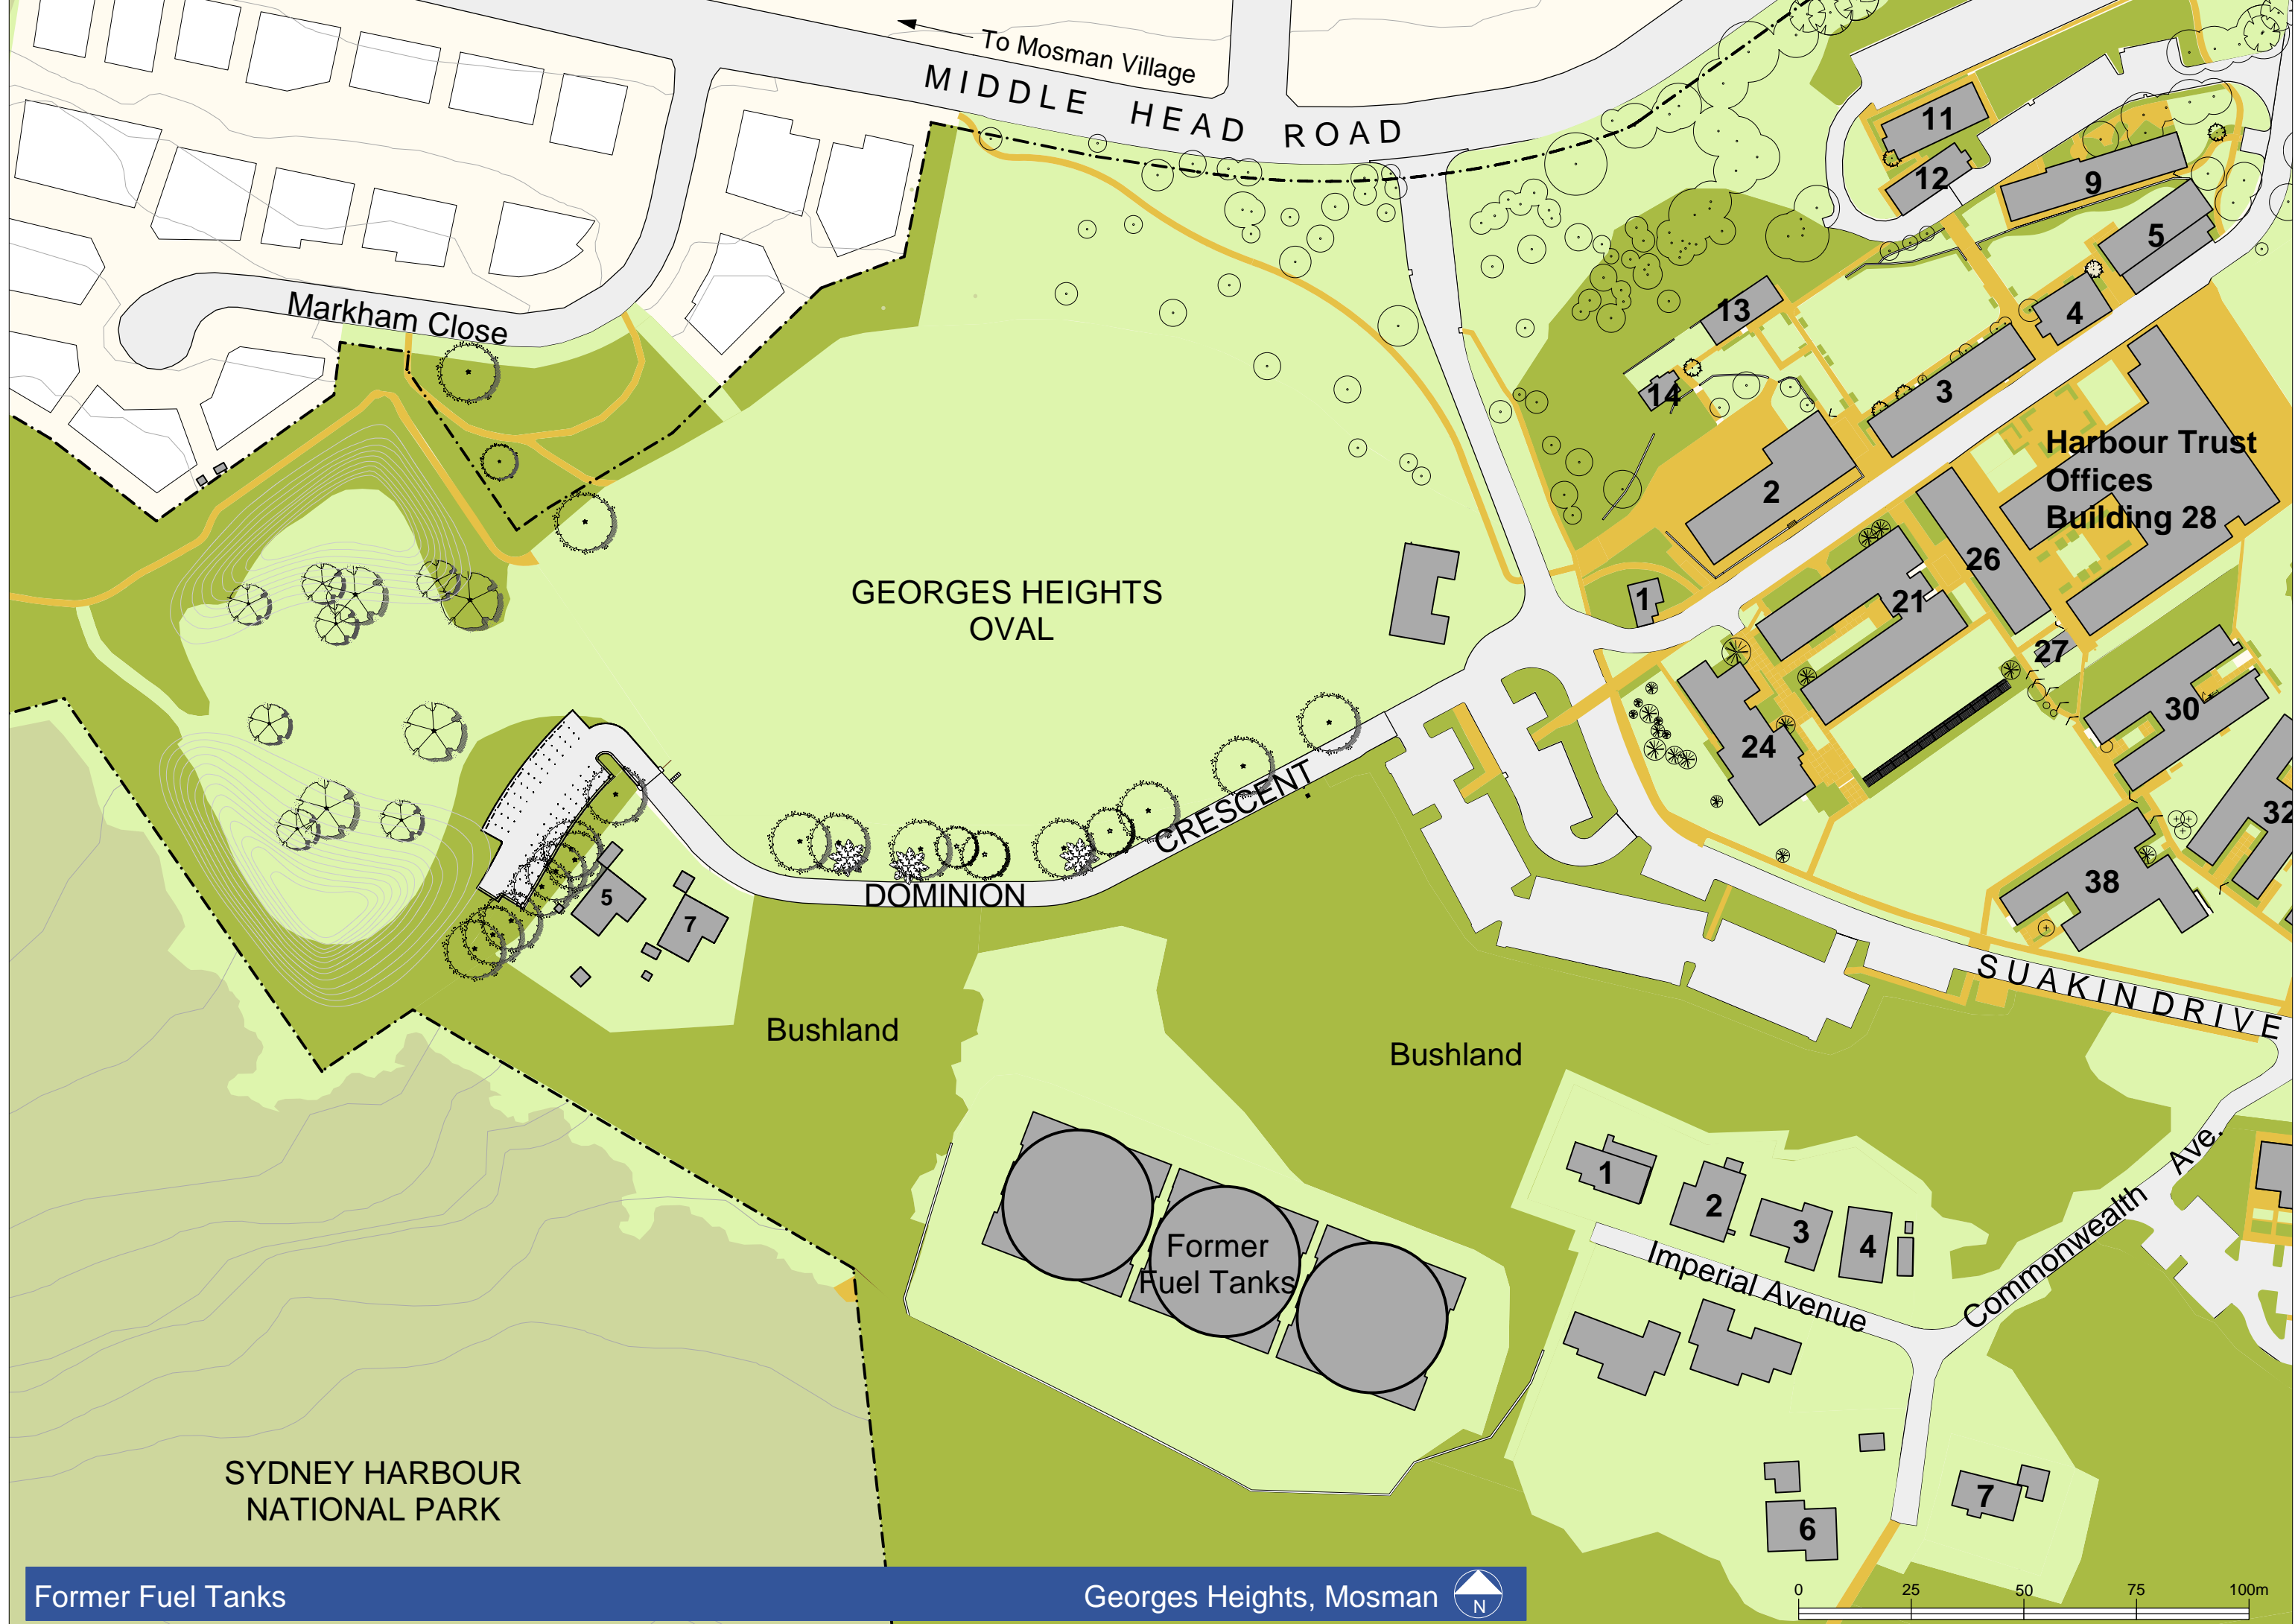 To Mosman Village
MIDDLE HEAD ROAD
11
12
9
5
4
13
14
3
Markham Close
Harbour Trust
Offices
Building 28
2
26
21
1
27
GEORGES HEIGHTS
OVAL
30
24
32
38
CRESCENT
DOMINION
5
7
SUAKIN DRIVE
Bushland
Bushland
Commonwealth Ave.
1
2
3
4
Imperial Avenue
Former
Fuel Tanks
SYDNEY HARBOUR
NATIONAL PARK
7
6
Former Fuel Tanks
Georges Heights, Mosman
N
0 25 50 75 100m